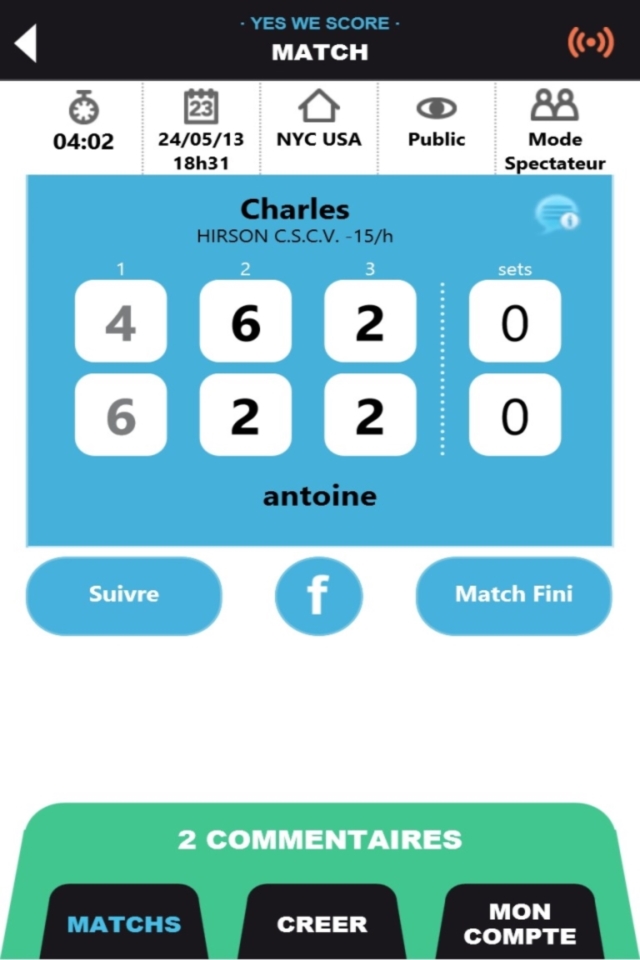 · YES WE SCORE ·
MATCH
23
04:02
24/05/13
18h31
NYC USA
Public
Mode
Spectateur
Charles
HIRSON C.S.C.V. -15/h
1 2 3 sets
4 6 2 0
6 2 2 0
antoine
Suivre
f
Match Fini
2 COMMENTAIRES
MATCHS
CREER
MON
COMPTE